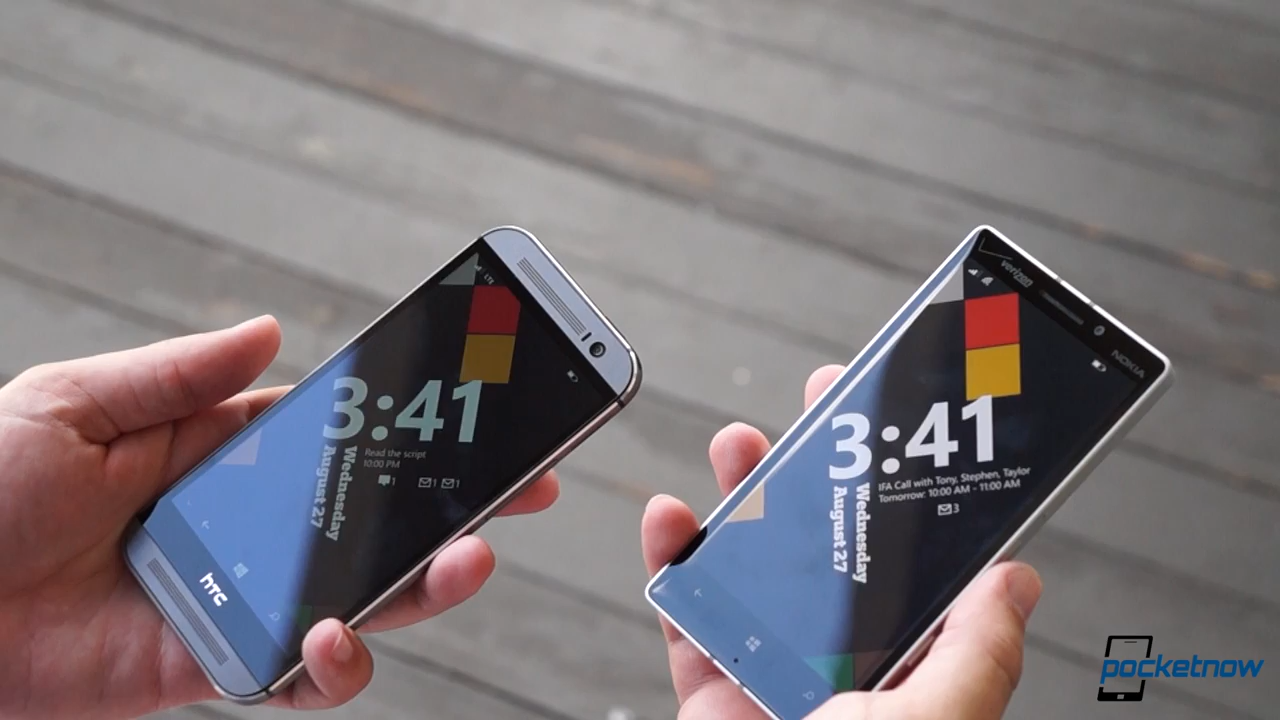 LTE
3:41
Read the script
10:00 PM
1 1 1
Wednesday
August 27
hTC
verizon
NOKIA
3:41
IFA Call with Tony, Stephen, Taylor
Tomorrow: 10:00 AM - 11:00 AM
3
Wednesday
August 27
pocketnow